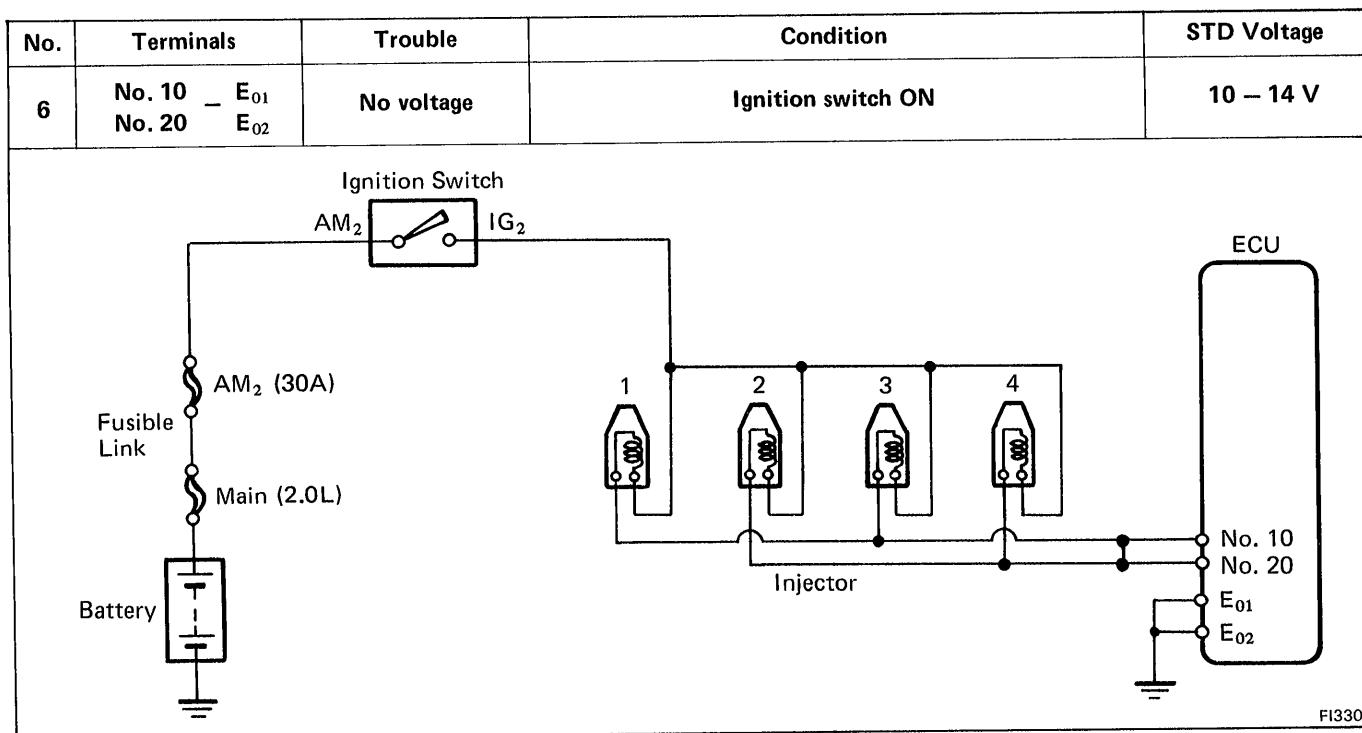 No. Terminals Trouble Condition STD Voltage
6 No. 10 – E₀₁ No voltage Ignition switch ON 10 – 14 V
No. 20 E₀₂
Ignition Switch
AM₂ IG₂
ECU
AM₂ (30A)
1 2 3 4
Fusible
Link
Main (2.0L)
No. 10
No. 20
Injector
Battery
E₀₁
E₀₂
FI330